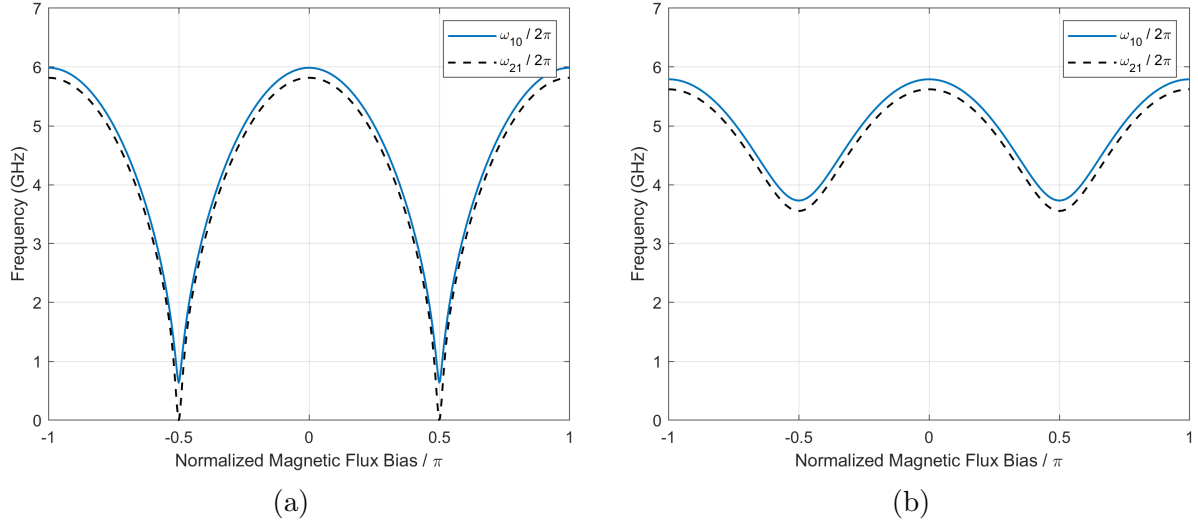 7
6
5
4
3
2
1
0
Frequency (GHz)
-1
-0.5
0
0.5
1
Normalized Magnetic Flux Bias / π
ω10 / 2π
ω21 / 2π
(a)
7
6
5
4
3
2
1
0
Frequency (GHz)
-1
-0.5
0
0.5
1
Normalized Magnetic Flux Bias / π
ω10 / 2π
ω21 / 2π
(b)